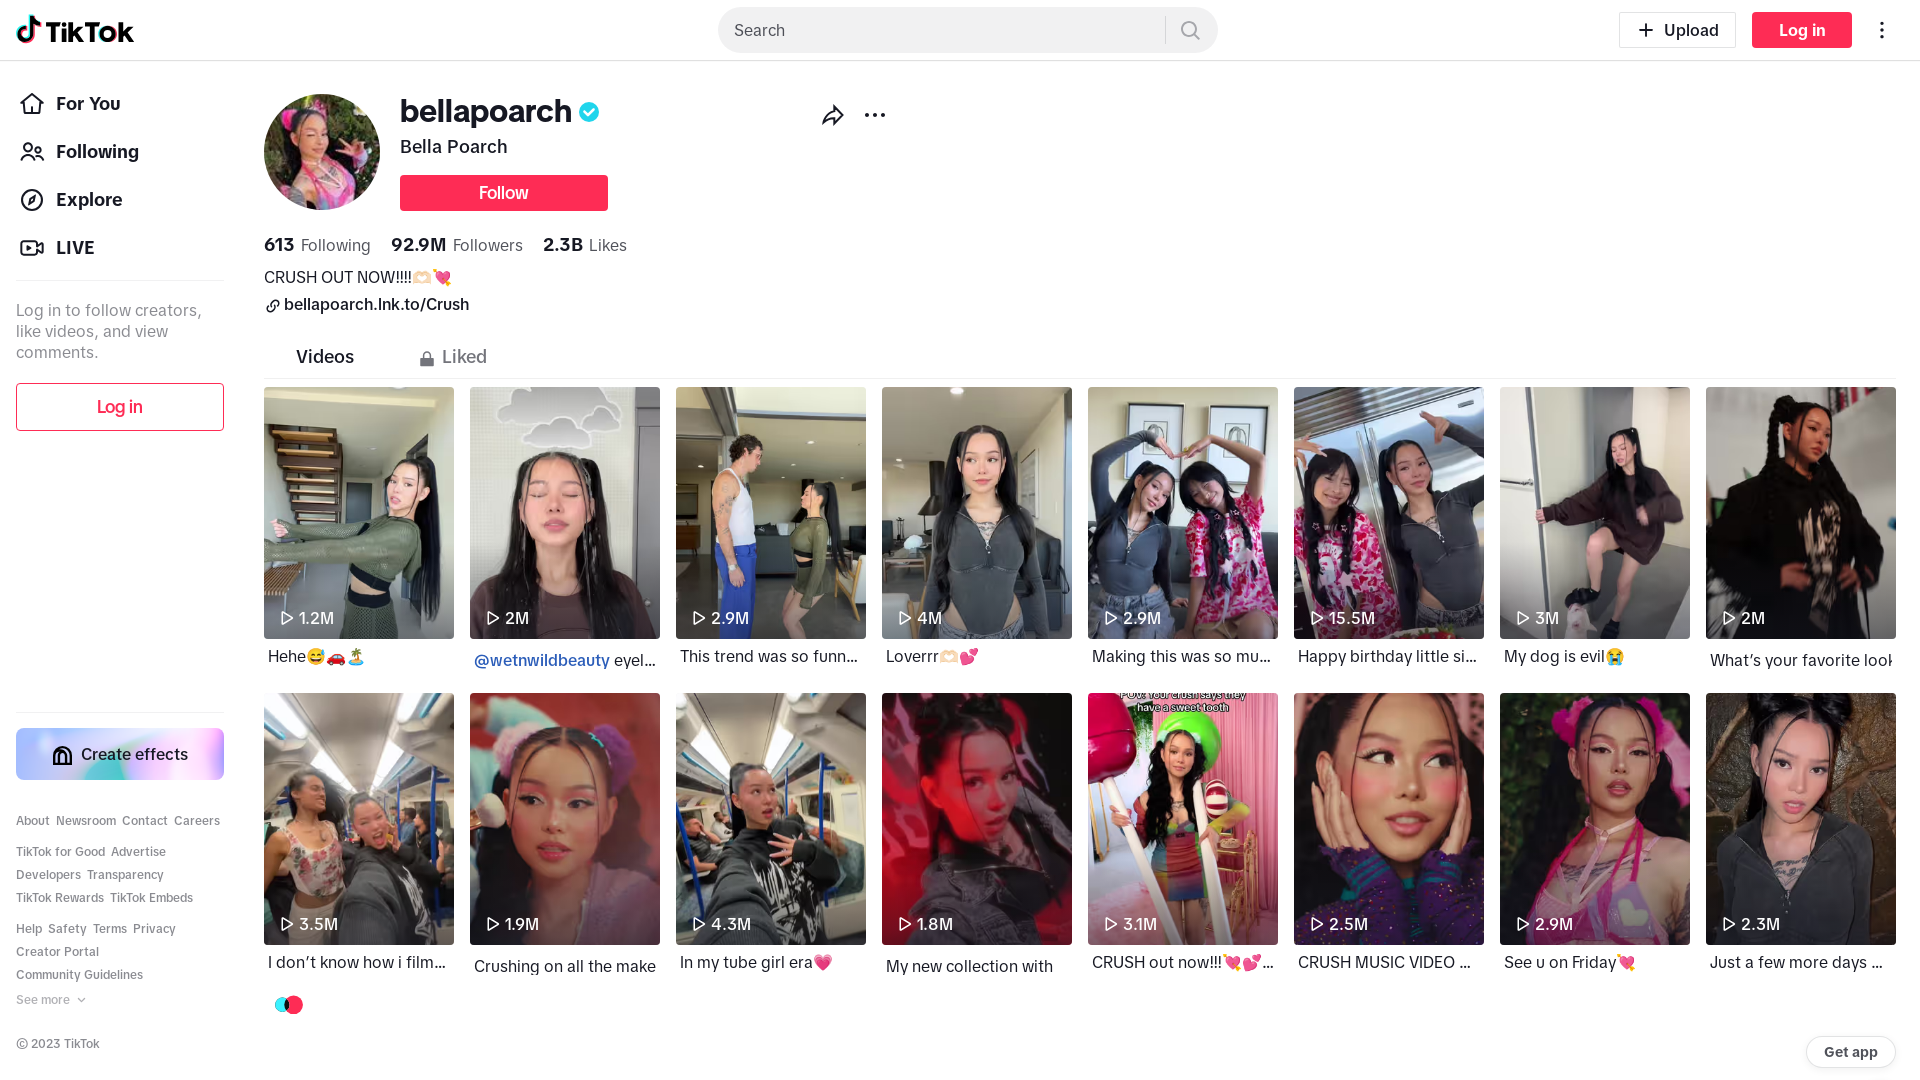 TikTok
Search
Upload
Log in
For You
Following
Explore
LIVE
Log in to follow creators,
like videos, and view
comments.
Log in
Create effects
About Newsroom Contact Careers
TikTok for Good Advertise
Developers Transparency
TikTok Rewards TikTok Embeds
Help Safety Terms Privacy
Creator Portal
Community Guidelines
See more
© 2023 TikTok
bellapoarch
Bella Poarch
Follow
613 Following 92.9M Followers 2.3B Likes
CRUSH OUT NOW!!!!🫶🏻💘
bellapoarch.lnk.to/Crush
Videos
Liked
1.2M
2M
2.9M
4M
2.9M
15.5M
3M
2M
Hehe😅🚗🏝️
@wetnwildbeauty eyel...
This trend was so funn...
Loverrr🫶🏻💕
Making this was so mu...
Happy birthday little si...
My dog is evil😭
What’s your favorite look
POV: Your crush says they
have a sweet tooth
3.5M
1.9M
4.3M
1.8M
3.1M
2.5M
2.9M
2.3M
I don’t know how i film...
Crushing on all the make
In my tube girl era💗
My new collection with
CRUSH out now!!!💘💕...
CRUSH MUSIC VIDEO ...
See u on Friday💘
Just a few more days ...
Get app